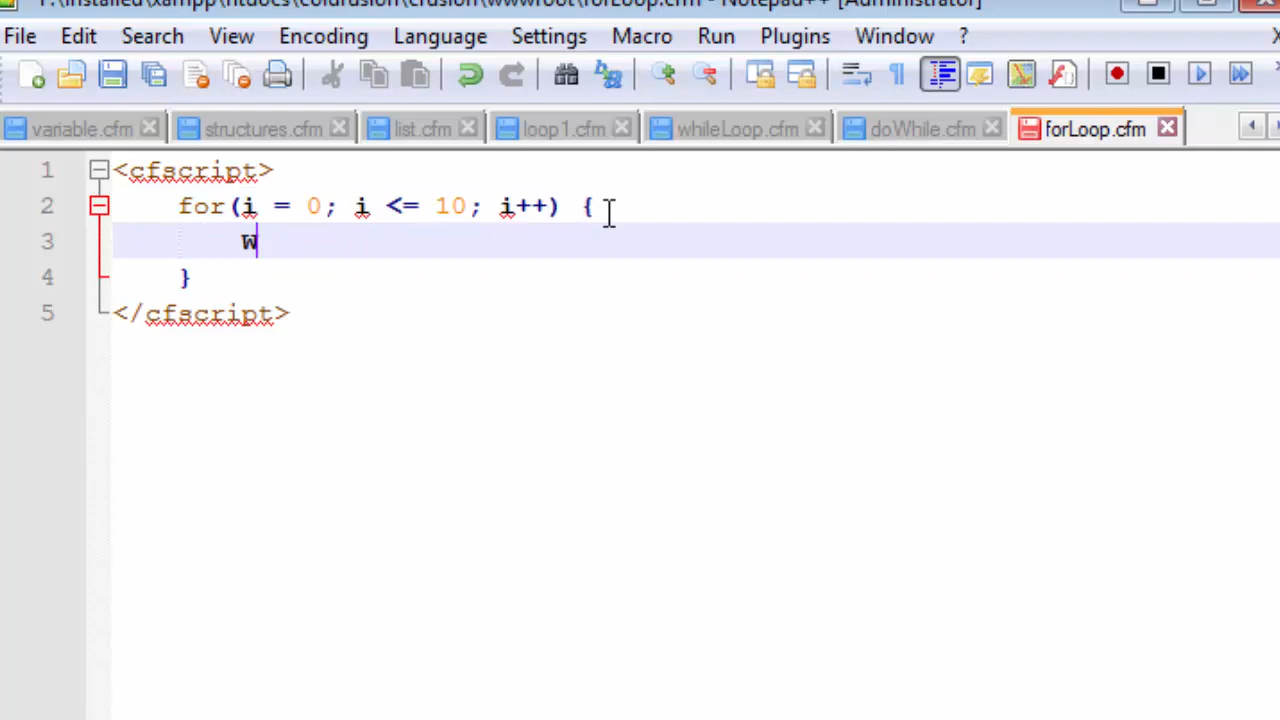 File Edit Search View Encoding Language Settings Macro Run Plugins Window ? X
variable.cfm structures.cfm list.cfm loop1.cfm whileLoop.cfm doWhile.cfm forLoop.cfm
1 <cfscript>
2 for(i = 0; i <= 10; i++) {
3 W
4 }
5 </cfscript>